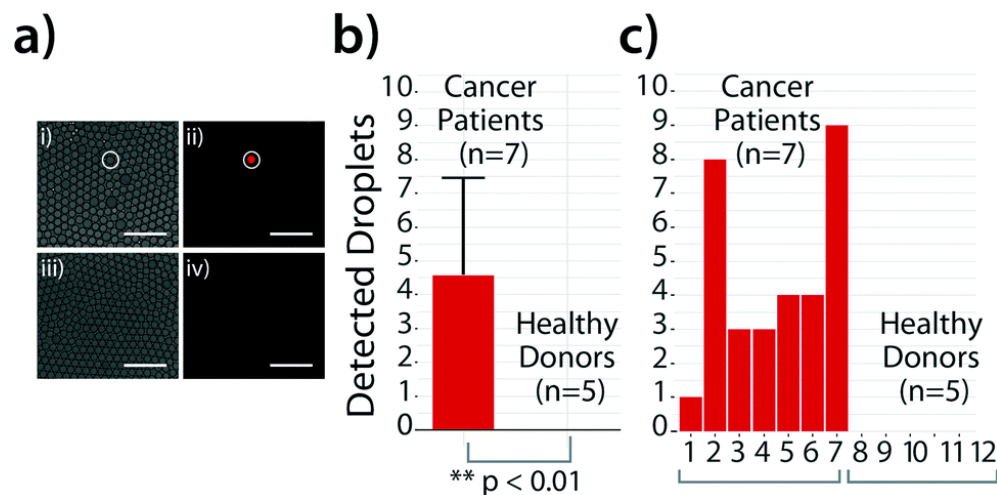 a)
i)
ii)
iii)
iv)
b)
Detected Droplets
10
9
8
7
6
5
4
3
2
1
0
Cancer
Patients
(n=7)
Healthy
Donors
(n=5)
** p < 0.01
c)
10
9
8
7
6
5
4
3
2
1
0
Cancer
Patients
(n=7)
Healthy
Donors
(n=5)
1 2 3 4 5 6 7 8 9 10 11 12